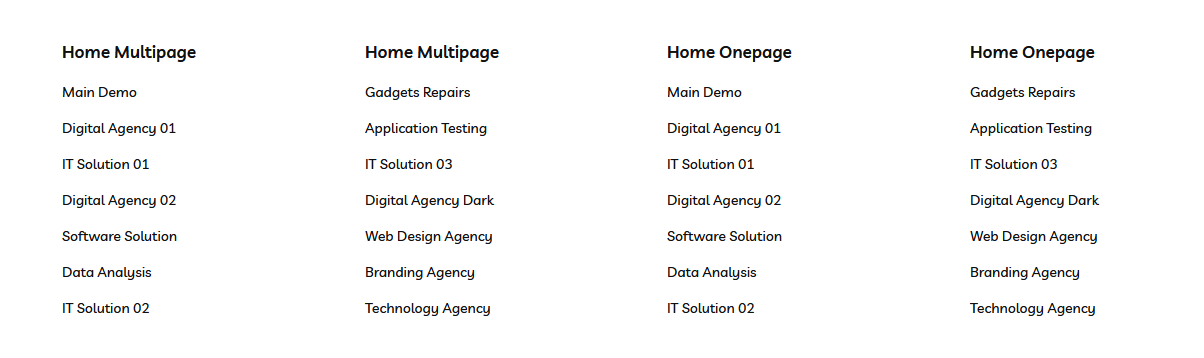 Home Multipage
Main Demo
Digital Agency 01
IT Solution 01
Digital Agency 02
Software Solution
Data Analysis
IT Solution 02
Home Multipage
Gadgets Repairs
Application Testing
IT Solution 03
Digital Agency Dark
Web Design Agency
Branding Agency
Technology Agency
Home Onepage
Main Demo
Digital Agency 01
IT Solution 01
Digital Agency 02
Software Solution
Data Analysis
IT Solution 02
Home Onepage
Gadgets Repairs
Application Testing
IT Solution 03
Digital Agency Dark
Web Design Agency
Branding Agency
Technology Agency